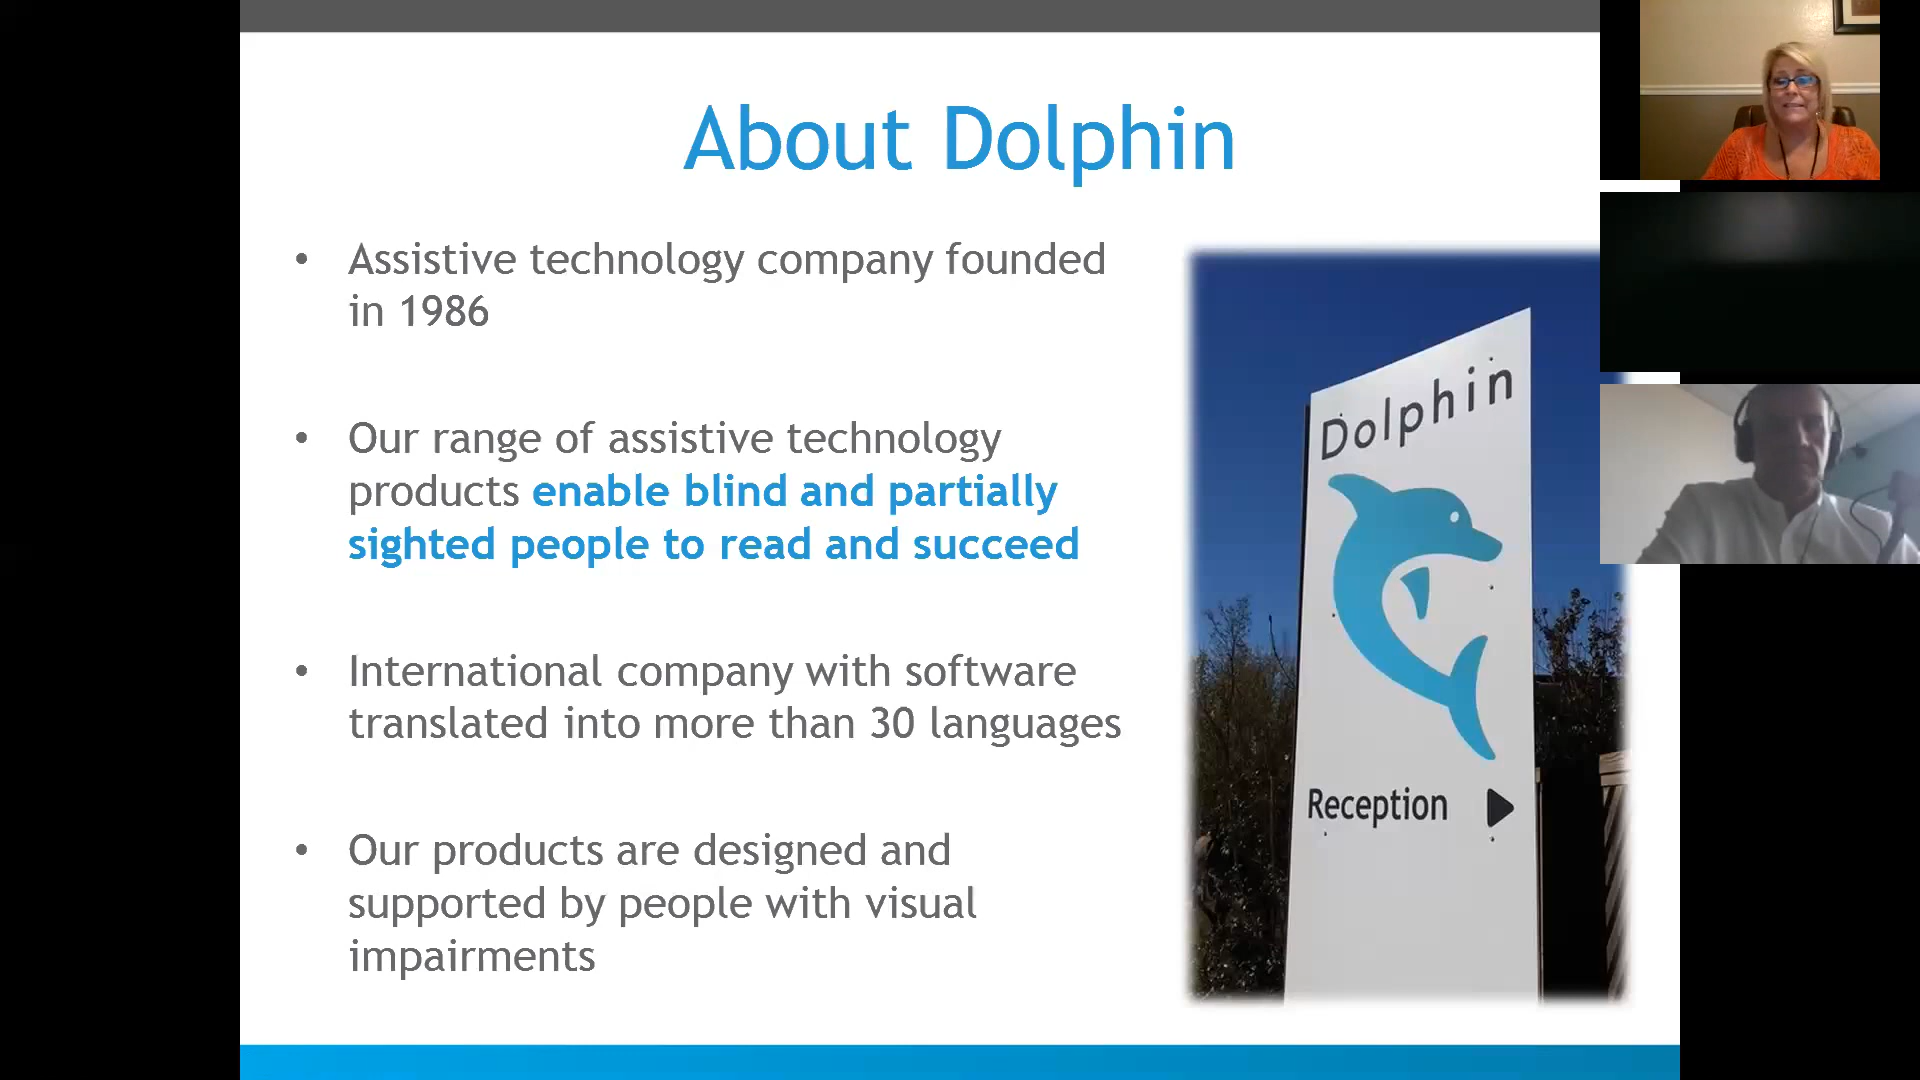 About Dolphin
• Assistive technology company founded
in 1986
• Our range of assistive technology
products enable blind and partially
sighted people to read and succeed
• International company with software
translated into more than 30 languages
• Our products are designed and
supported by people with visual
impairments
Dolphin
Reception